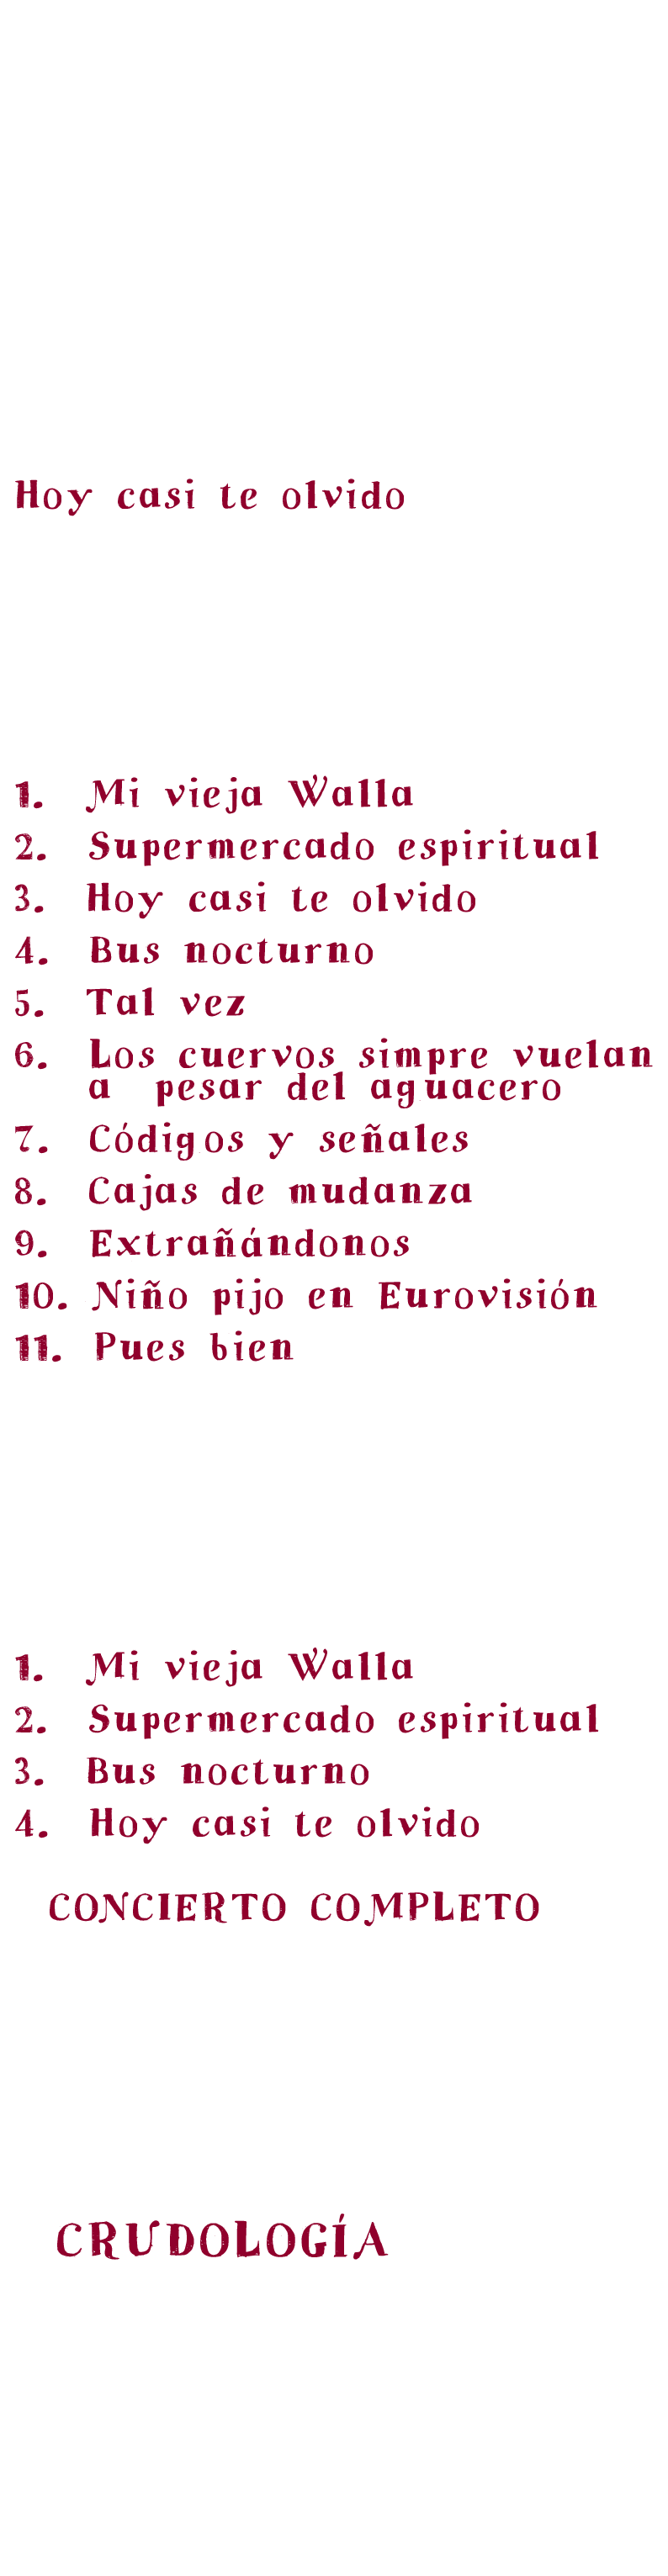 Hoy casi te olvido
1. Mi vieja Walla
2. Supermercado espiritual
3. Hoy casi te olvido
4. Bus nocturno
5. Tal vez
6. Los cuervos simpre vuelan
a pesar del aguacero
7. Códigos y señales
8. Cajas de mudanza
9. Extrañándonos
10. Niño pijo en Eurovisión
11. Pues bien
1. Mi vieja Walla
2. Supermercado espiritual
3. Bus nocturno
4. Hoy casi te olvido
CONCIERTO COMPLETO
CRUDOLOGÍA